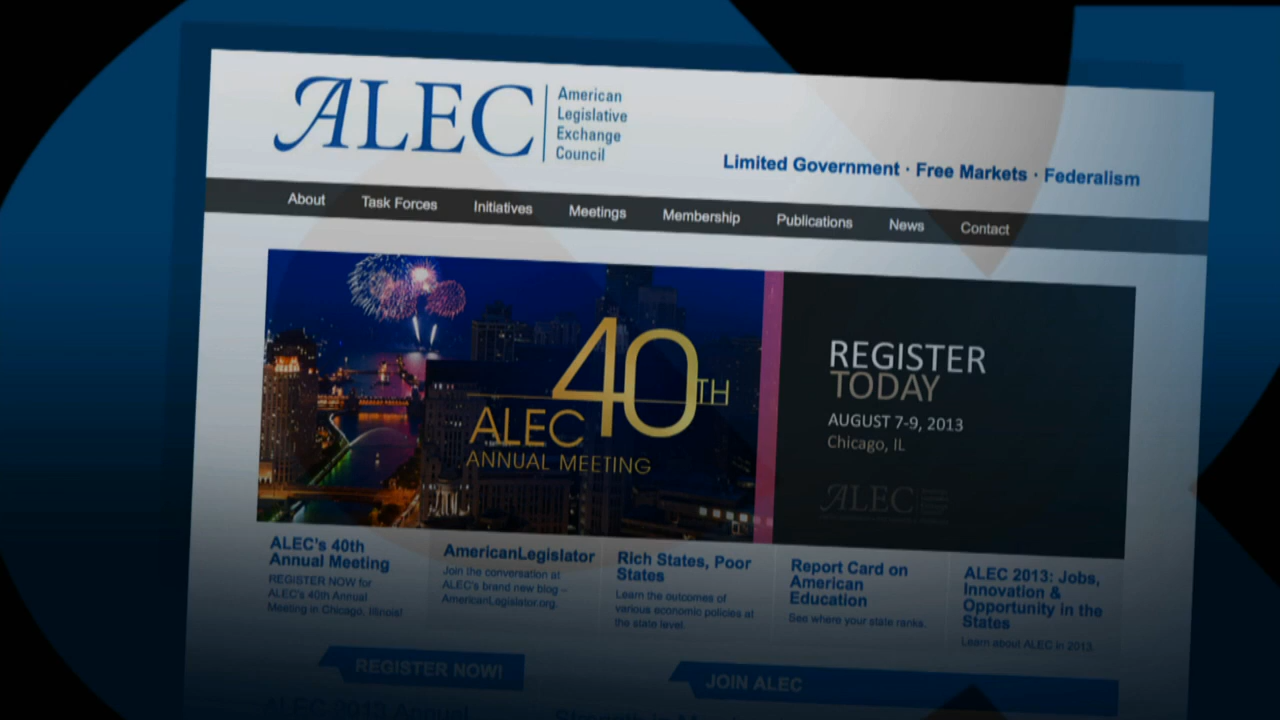 ALEC
American
Legislative
Exchange
Council
Limited Government · Free Markets · Federalism
About Task Forces Initiatives Meetings Membership Publications News Contact
40TH
ALEC
ANNUAL MEETING
REGISTER
TODAY
AUGUST 7-9, 2013
Chicago, IL
ALEC
ALEC's 40th
Annual Meeting
REGISTER NOW for
ALEC's 40th Annual
Meeting in Chicago, Illinois!
AmericanLegislator
Join the conversation at
ALEC's brand new blog –
AmericanLegislator.org.
Rich States, Poor
States
Learn the outcomes of
various economic policies at
the state level.
Report Card on
American
Education
See where your state ranks.
ALEC 2013: Jobs,
Innovation &
Opportunity in the
States
Learn about ALEC in 2013.
REGISTER NOW!
JOIN ALEC
ALEC 2013 Annual